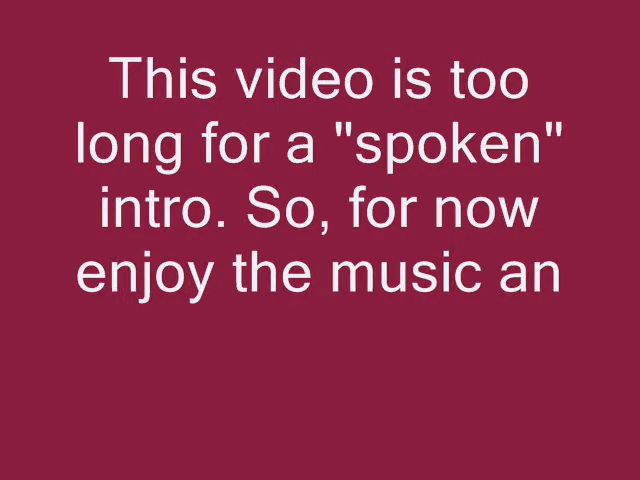 This video is too
long for a "spoken"
intro. So, for now
enjoy the music an